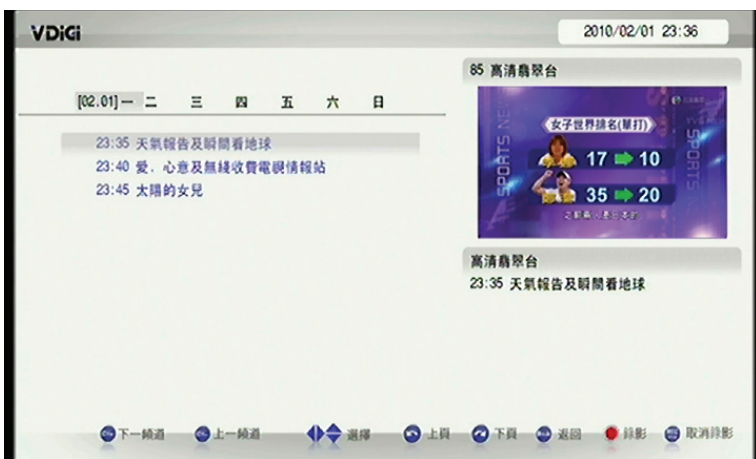 VDiGi
2010/02/01 23:36
[02.01] 一 二 三 四 五 六 日
23:35 天氣報告及瞬間看地球
23:40 愛．心意及無綫收費電視情報站
23:45 太陽的女兒
85 高清翡翠台
SPORTS NE
SPORTS
女子世界排名(單打)
17 10
35 20
高清翡翠台
23:35 天氣報告及瞬間看地球
下一頻道 上一頻道 選擇 上頁 下頁 返回 錄影 取消錄影